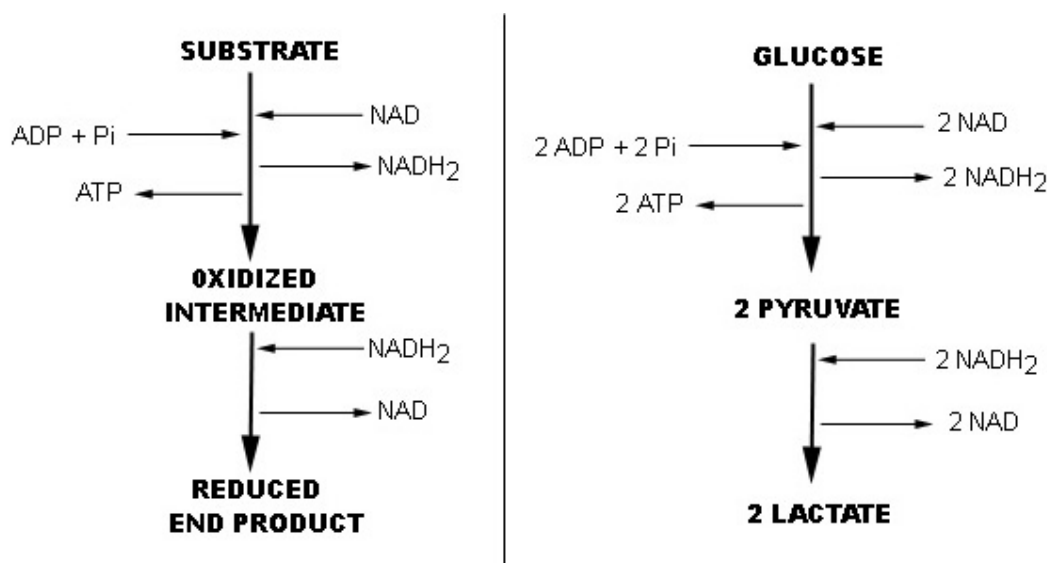 SUBSTRATE
NAD
ADP + Pi
NADH2
ATP
0XIDIZED
INTERMEDIATE
NADH2
NAD
REDUCED
END PRODUCT
GLUCOSE
2 NAD
2 ADP + 2 Pi
2 NADH2
2 ATP
2 PYRUVATE
2 NADH2
2 NAD
2 LACTATE